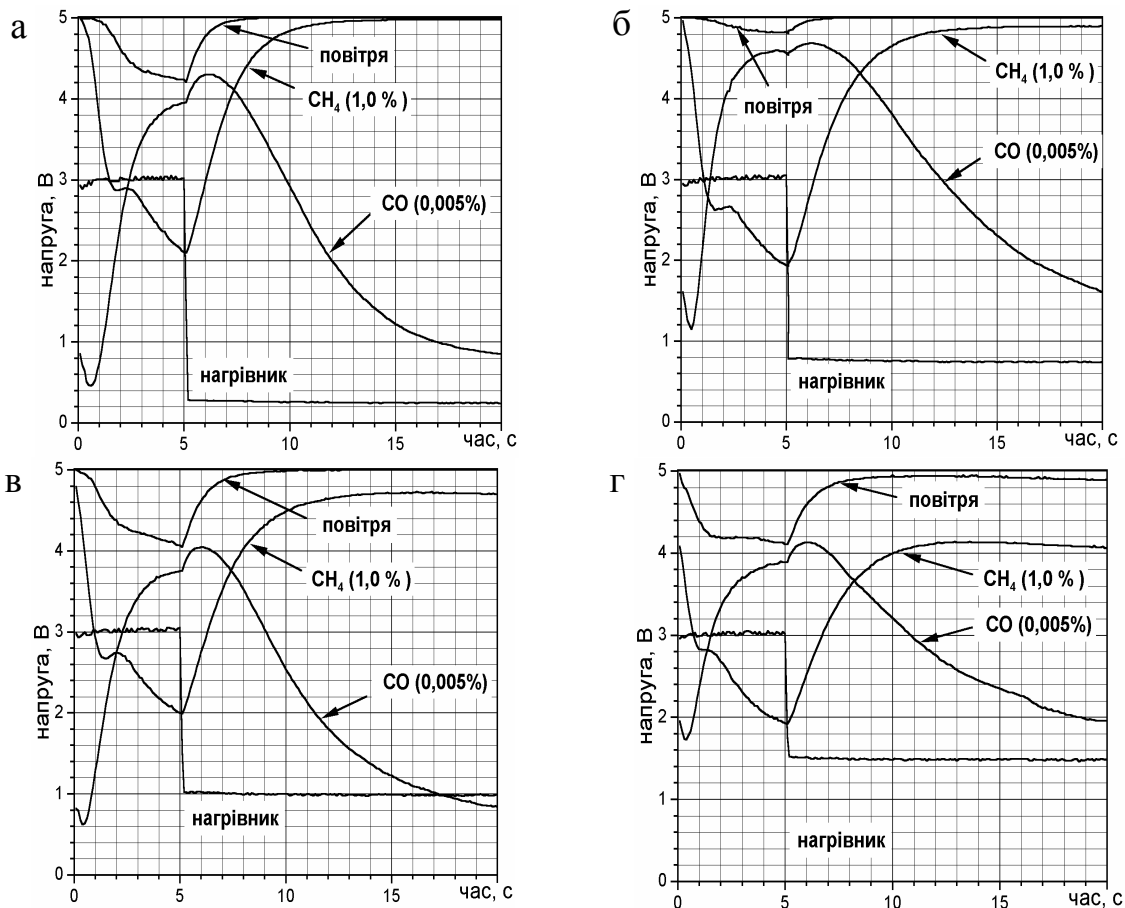 а
напруга, В
5
4
3
2
1
0
повітря
CH₄ (1,0 % )
CO (0,005%)
нагрівник
0 5 10 15
час, с
б
напруга, В
5
4
3
2
1
0
CH₄ (1,0 % )
повітря
CO (0,005%)
нагрівник
0 5 10 15
час, с
в
напруга, В
5
4
3
2
1
0
повітря
CH₄ (1,0 % )
CO (0,005%)
нагрівник
0 5 10 15
час, с
г
напруга, В
5
4
3
2
1
0
повітря
CH₄ (1,0 % )
CO (0,005%)
нагрівник
0 5 10 15
час, с